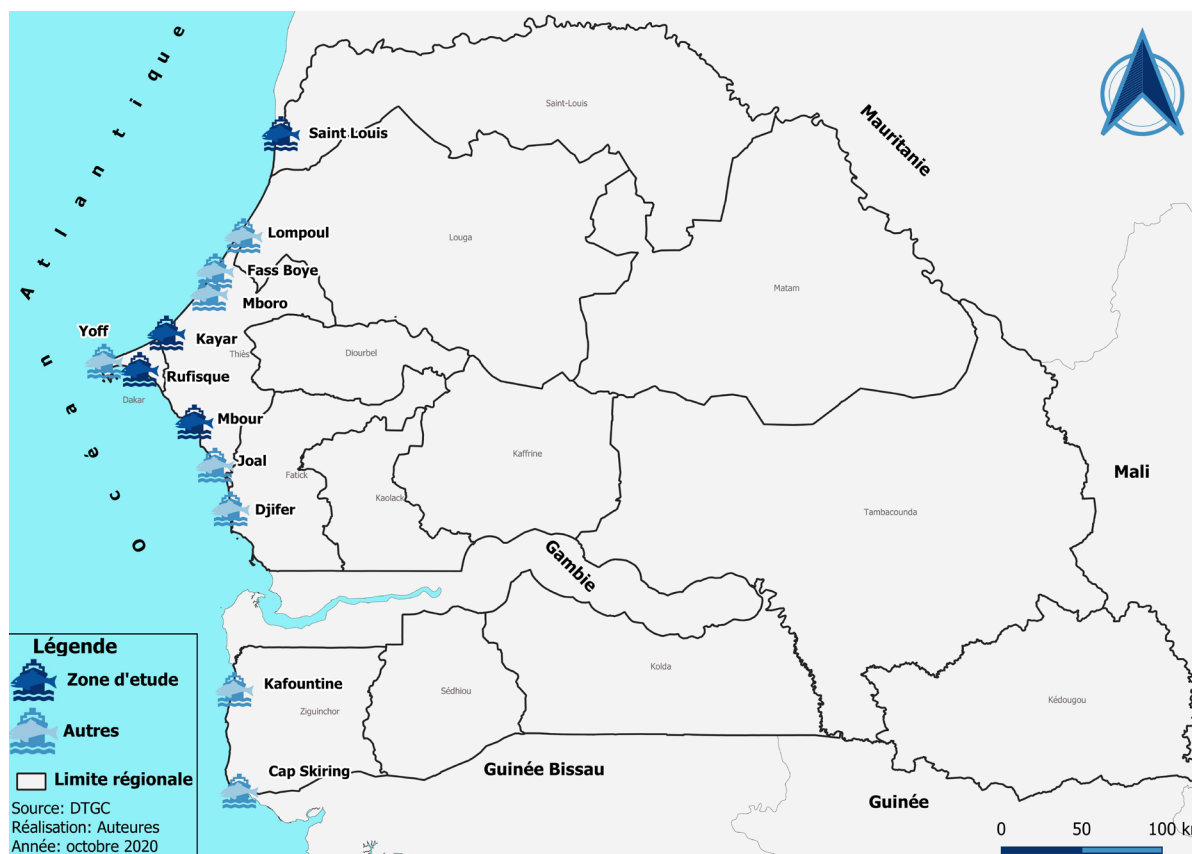 Océan Atlantique
Mauritanie
Saint-Louis
Saint Louis
Lompoul
Louga
Fass Boye
Matam
Mboro
Yoff
Kayar
Thiès
Diourbel
Rufisque
Dakar
Mbour
Joal
Kaffrine
Mali
Fatick
Kaolack
Djifer
Tambacounda
Gambie
Kafountine
Ziguinchor
Sédhiou
Kolda
Kédougou
Cap Skiring
Guinée Bissau
Guinée
Légende
Zone d'etude
Autres
Limite régionale
Source: DTGC
Réalisation: Auteures
Année: octobre 2020
0 50 100 km